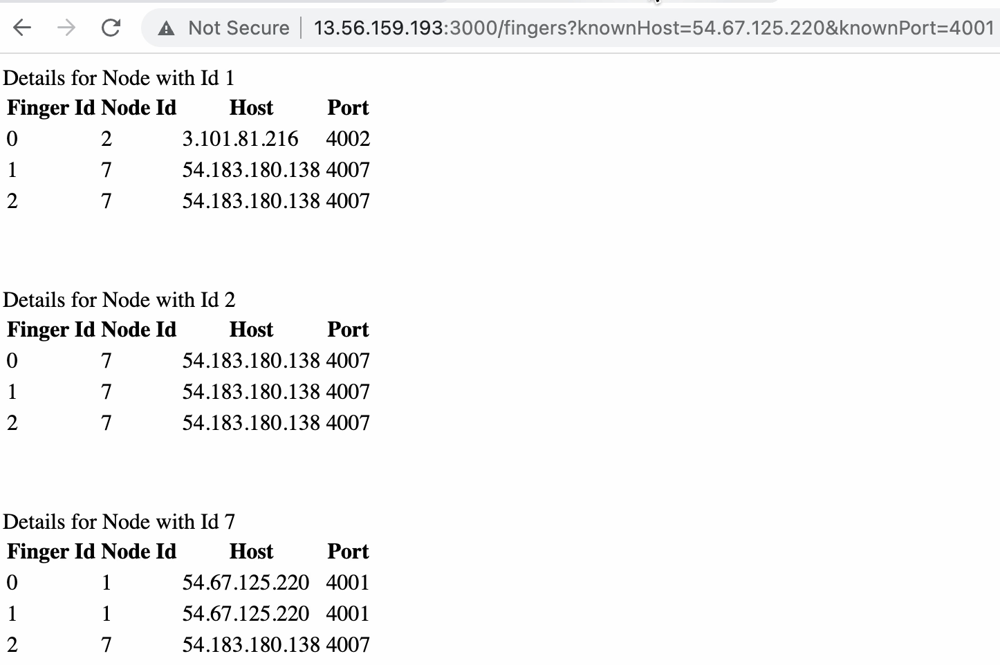 Not Secure 13.56.159.193:3000/fingers?knownHost=54.67.125.220&knownPort=4001
Details for Node with Id 1
Finger Id Node Id Host Port
0 2 3.101.81.216 4002
1 7 54.183.180.138 4007
2 7 54.183.180.138 4007
Details for Node with Id 2
Finger Id Node Id Host Port
0 7 54.183.180.138 4007
1 7 54.183.180.138 4007
2 7 54.183.180.138 4007
Details for Node with Id 7
Finger Id Node Id Host Port
0 1 54.67.125.220 4001
1 1 54.67.125.220 4001
2 7 54.183.180.138 4007